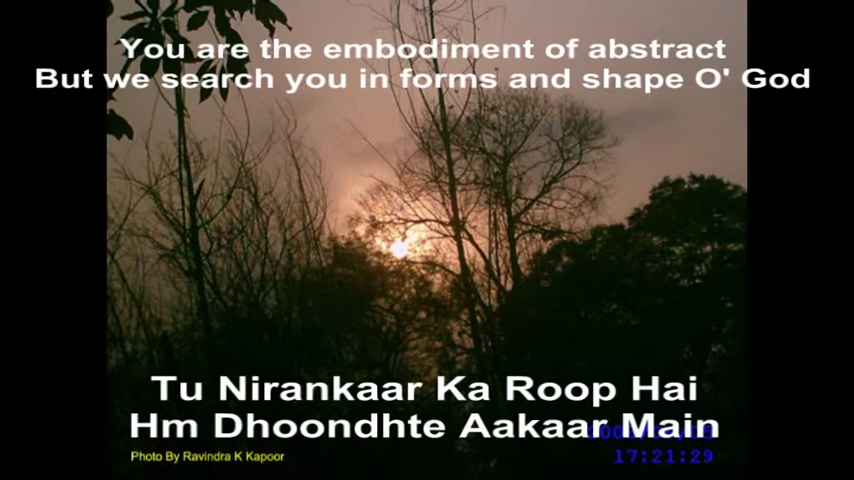 You are the embodiment of abstract
But we search you in forms and shape O' God
Tu Nirankaar Ka Roop Hai
Hm Dhoondhte Aakaar Main
Photo By Ravindra K Kapoor
17:21:29